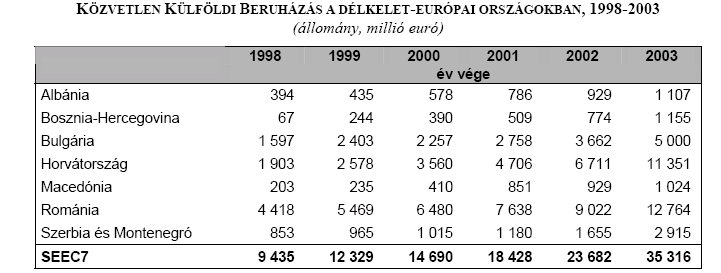 KÖZVETLEN KÜLFÖLDI BERUHÁZÁS A DÉLKELET-EURÓPAI ORSZÁGOKBAN, 1998-2003
(állomány, millió euró)
1998 1999 2000 2001 2002 2003
év vége
Albánia 394 435 578 786 929 1 107
Bosznia-Hercegovina 67 244 390 509 774 1 155
Bulgária 1 597 2 403 2 257 2 758 3 662 5 000
Horvátország 1 903 2 578 3 560 4 706 6 711 11 351
Macedónia 203 235 410 851 929 1 024
Románia 4 418 5 469 6 480 7 638 9 022 12 764
Szerbia és Montenegró 853 965 1 015 1 180 1 655 2 915
SEEC7 9 435 12 329 14 690 18 428 23 682 35 316